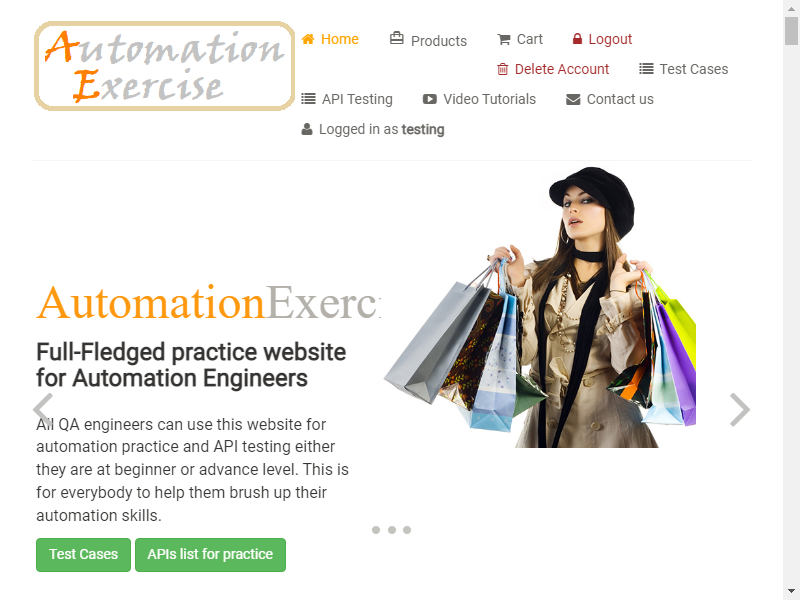 Automation
Exercise
Home
Products
Cart
Logout
Delete Account
Test Cases
API Testing
Video Tutorials
Contact us
Logged in as testing
AutomationExerci
Full-Fledged practice website
for Automation Engineers
All QA engineers can use this website for
automation practice and API testing either
they are at beginner or advance level. This is
for everybody to help them brush up their
automation skills.
Test Cases
APIs list for practice